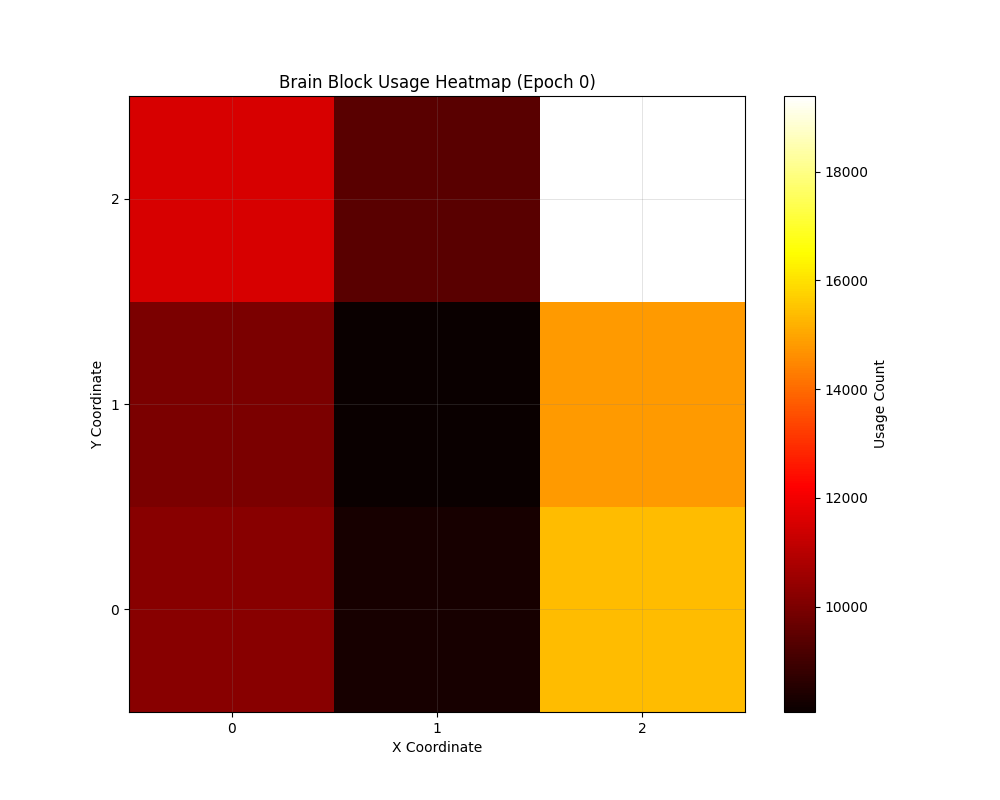 Brain Block Usage Heatmap (Epoch 0)
2
1
0
Y Coordinate
0
1
2
X Coordinate
18000
16000
14000
12000
10000
Usage Count